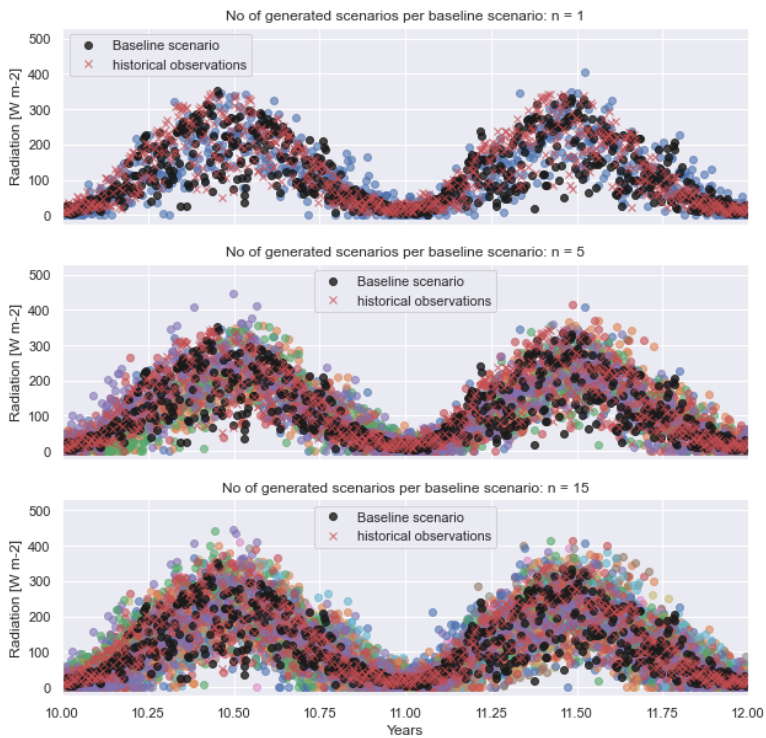 No of generated scenarios per baseline scenario: n = 1
500
400
300
200
100
0
Radiation [W m-2]
Baseline scenario
historical observations
No of generated scenarios per baseline scenario: n = 5
500
400
300
200
100
0
Radiation [W m-2]
Baseline scenario
historical observations
No of generated scenarios per baseline scenario: n = 15
500
400
300
200
100
0
Radiation [W m-2]
Baseline scenario
historical observations
10.00 10.25 10.50 10.75 11.00 11.25 11.50 11.75 12.00
Years